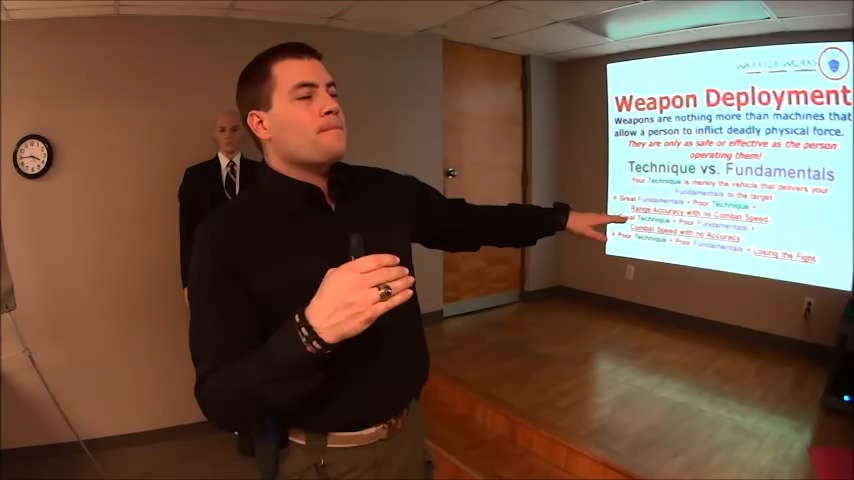 WARRIOR WORKS
Weapon Deployment
Weapons are nothing more than machines that
allow a person to inflict deadly physical force.
They are only as safe or effective as the person
operating them!
Technique vs. Fundamentals
Your Technique is merely the vehicle that delivers your
Fundamentals to the target
Great Fundamentals + Poor Technique =
Range Accuracy with no Combat Speed
Great Technique + Poor Fundamentals =
Combat Speed with no Accuracy
Poor Technique + Poor Fundamentals = Losing the Fight